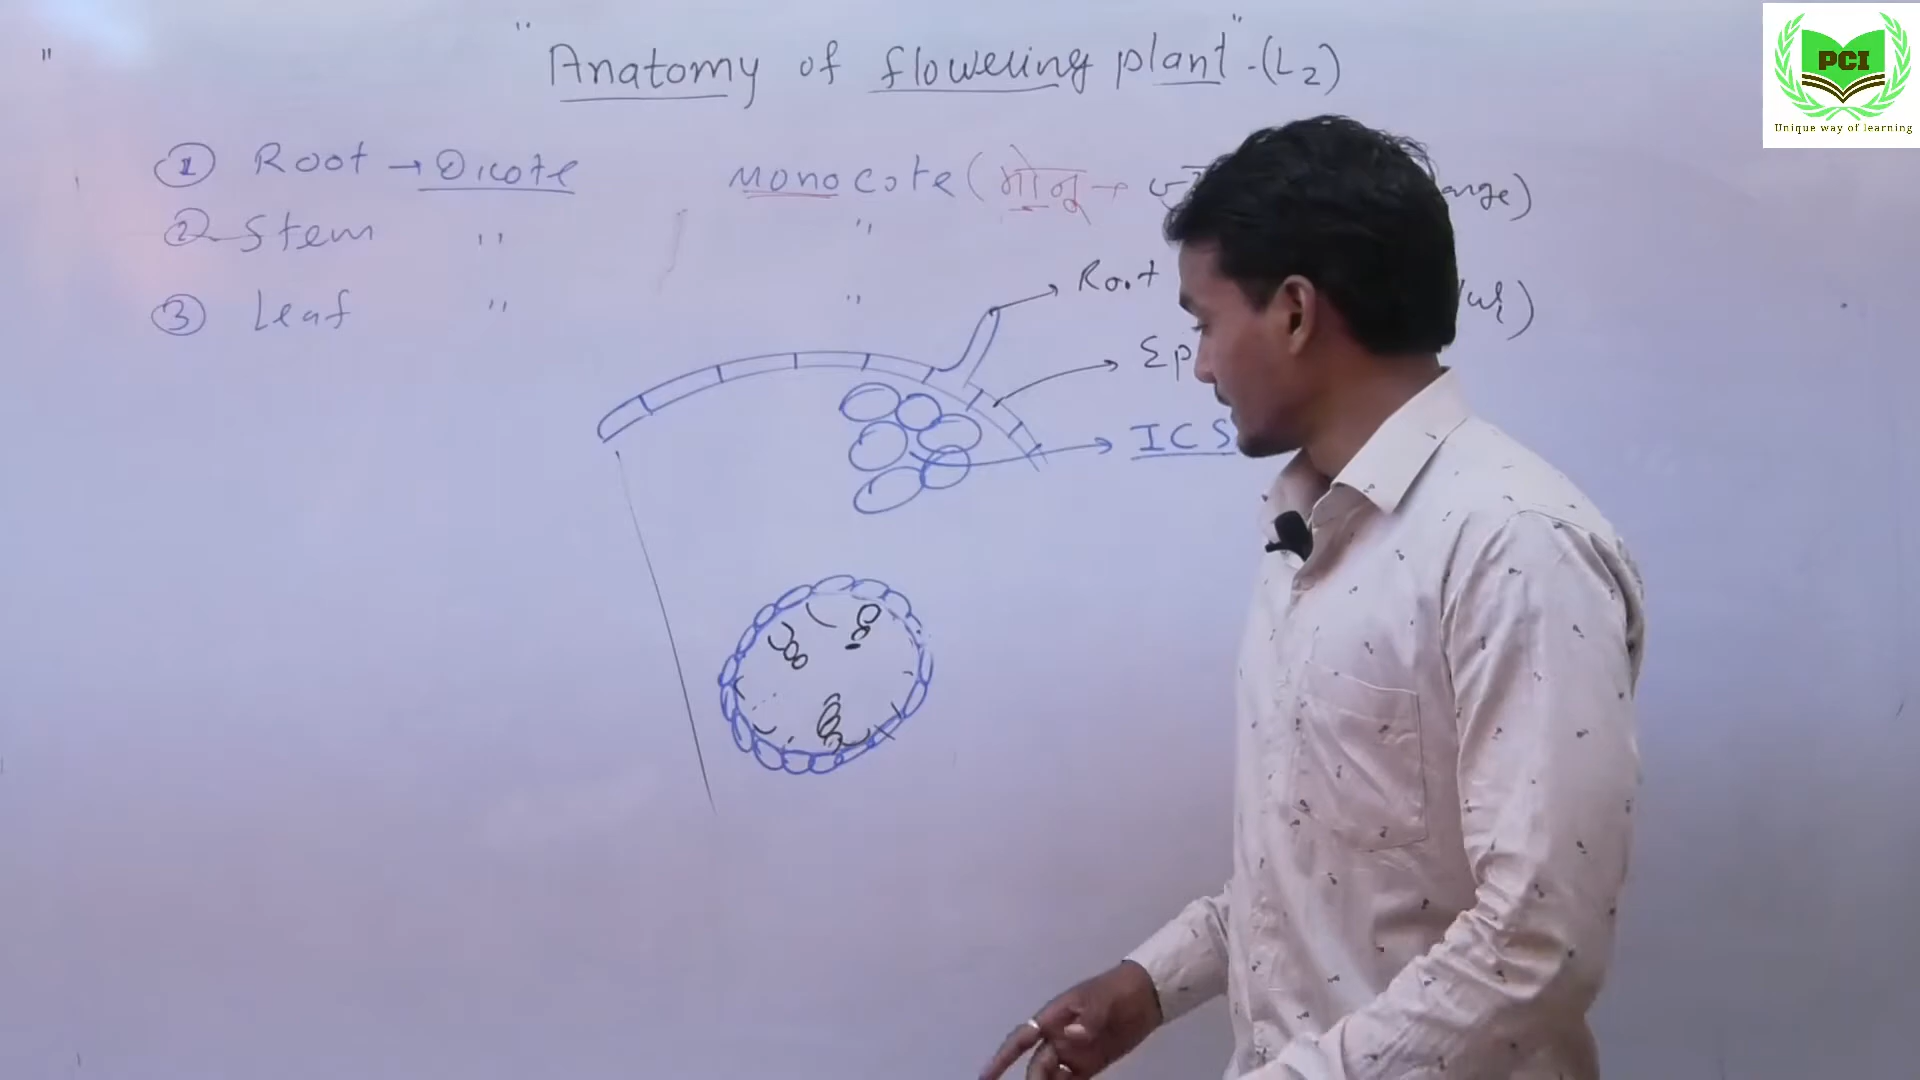 "Anatomy of flowering plant" -(L2)
① Root → Dicote Monocote (मोनू →
② Stem " "
③ Leaf " "
Root
Ep
ICS
PCI
Unique way of learning